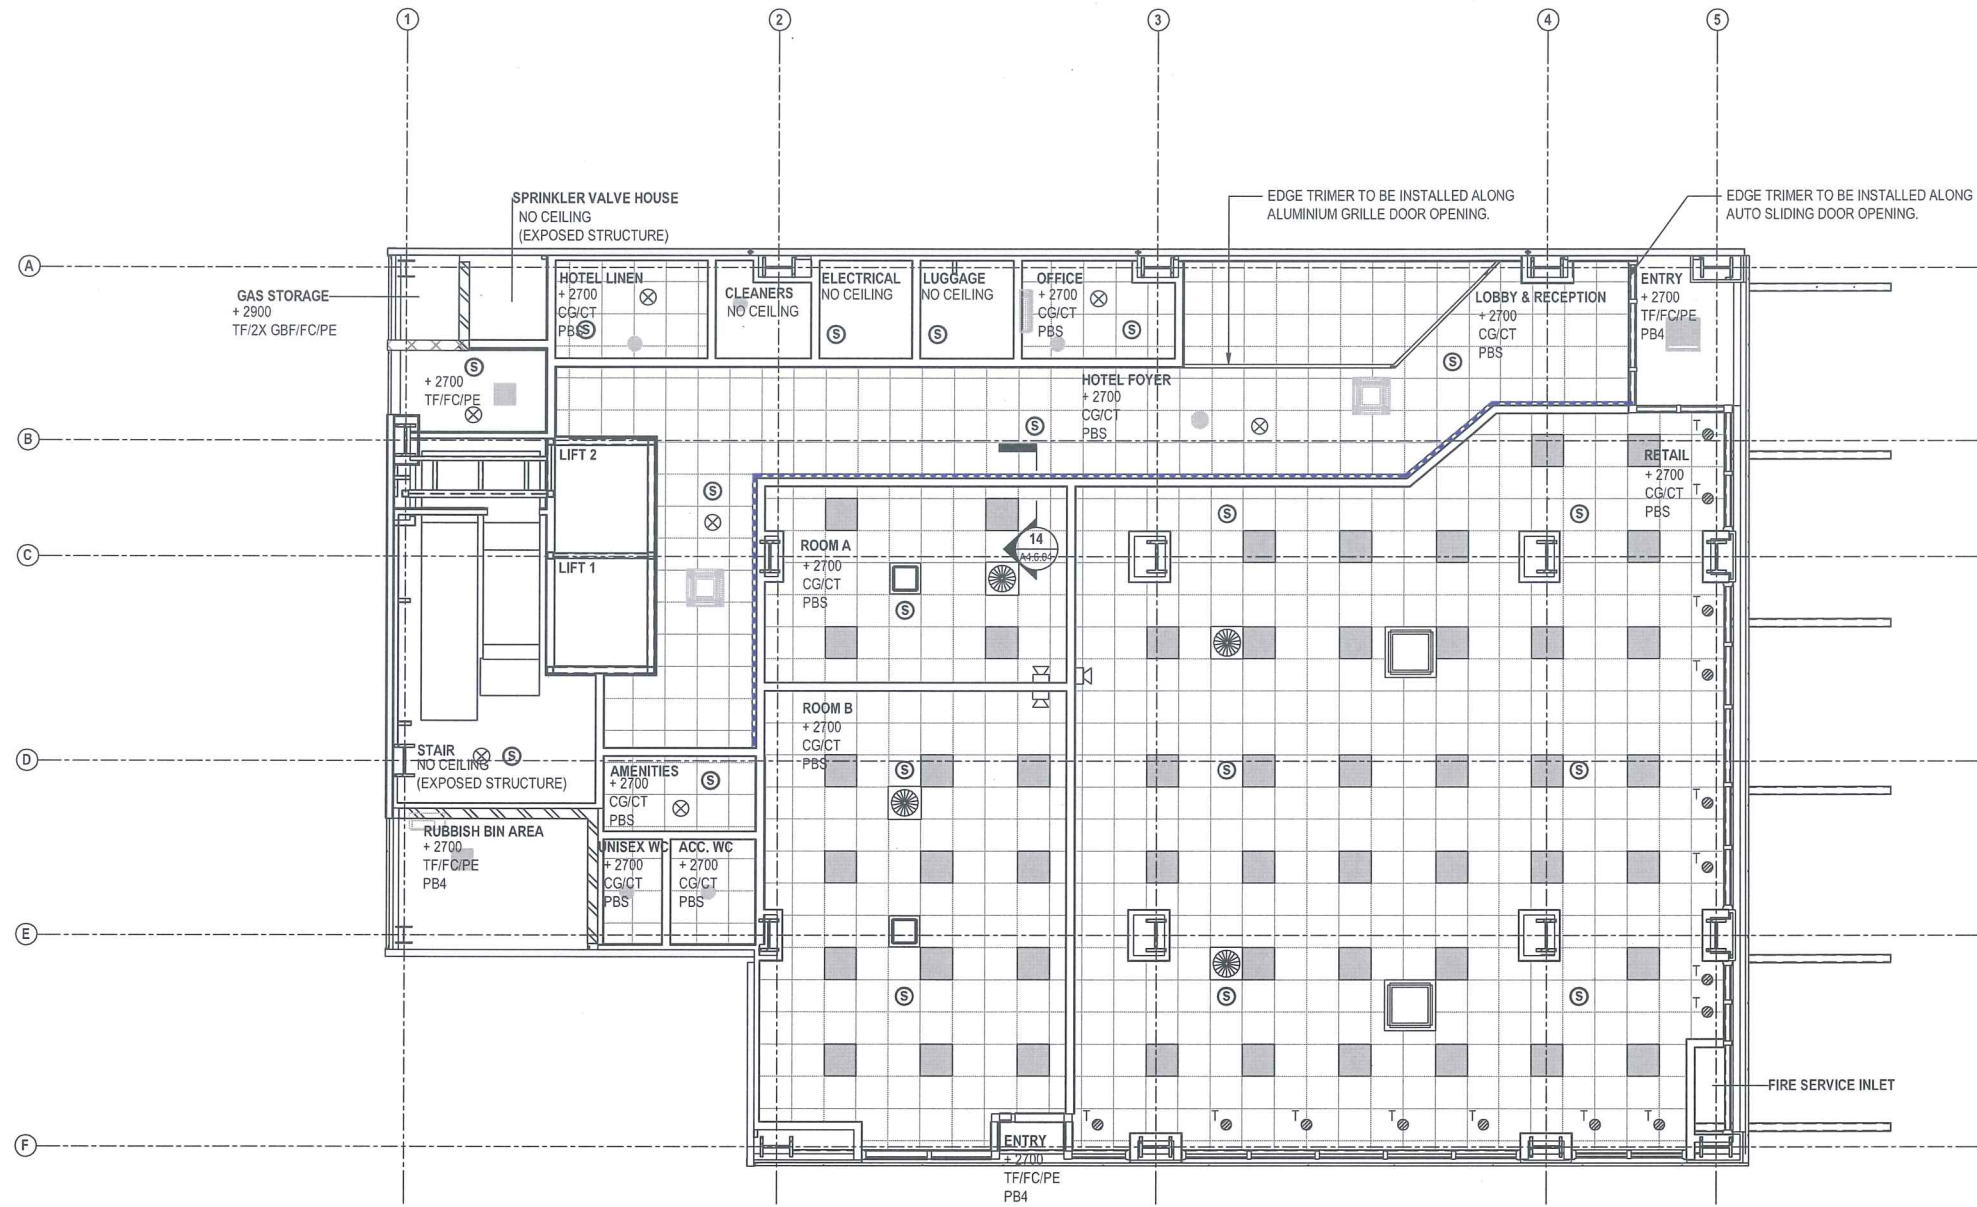 1
2
3
4
5
SPRINKLER VALVE HOUSE
NO CEILING
(EXPOSED STRUCTURE)
EDGE TRIMER TO BE INSTALLED ALONG
ALUMINIUM GRILLE DOOR OPENING.
EDGE TRIMER TO BE INSTALLED ALONG
AUTO SLIDING DOOR OPENING.
A
GAS STORAGE
+ 2900
TF/2X GBF/FC/PE
HOTEL LINEN
+ 2700
CG/CT
PBS
S
CLEANERS
NO CEILING
ELECTRICAL
NO CEILING
S
LUGGAGE
NO CEILING
S
OFFICE
+ 2700
CG/CT
PBS
S
LOBBY & RECEPTION
+ 2700
CG/CT
PBS
S
ENTRY
+ 2700
TF/FC/PE
PB4
S
+ 2700
TF/FC/PE
HOTEL FOYER
+ 2700
CG/CT
PBS
S
B
LIFT 2
S
T
RETAIL
+ 2700
CG/CT
PBS
T
S
S
C
ROOM A
+ 2700
CG/CT
PBS
S
14
A4.6.04
LIFT 1
T
T
ROOM B
+ 2700
CG/CT
PBS
S
S
S
D
STAIR
NO CEILING
(EXPOSED STRUCTURE)
S
AMENITIES
+ 2700
CG/CT
PBS
S
T
RUBBISH BIN AREA
+ 2700
TF/FC/PE
PB4
UNISEX WC
+ 2700
CG/CT
PBS
ACC. WC
+ 2700
CG/CT
PBS
T
E
S
S
S
T
T
FIRE SERVICE INLET
T
T
T
T
T
T
T
F
ENTRY
+ 2700
TF/FC/PE
PB4